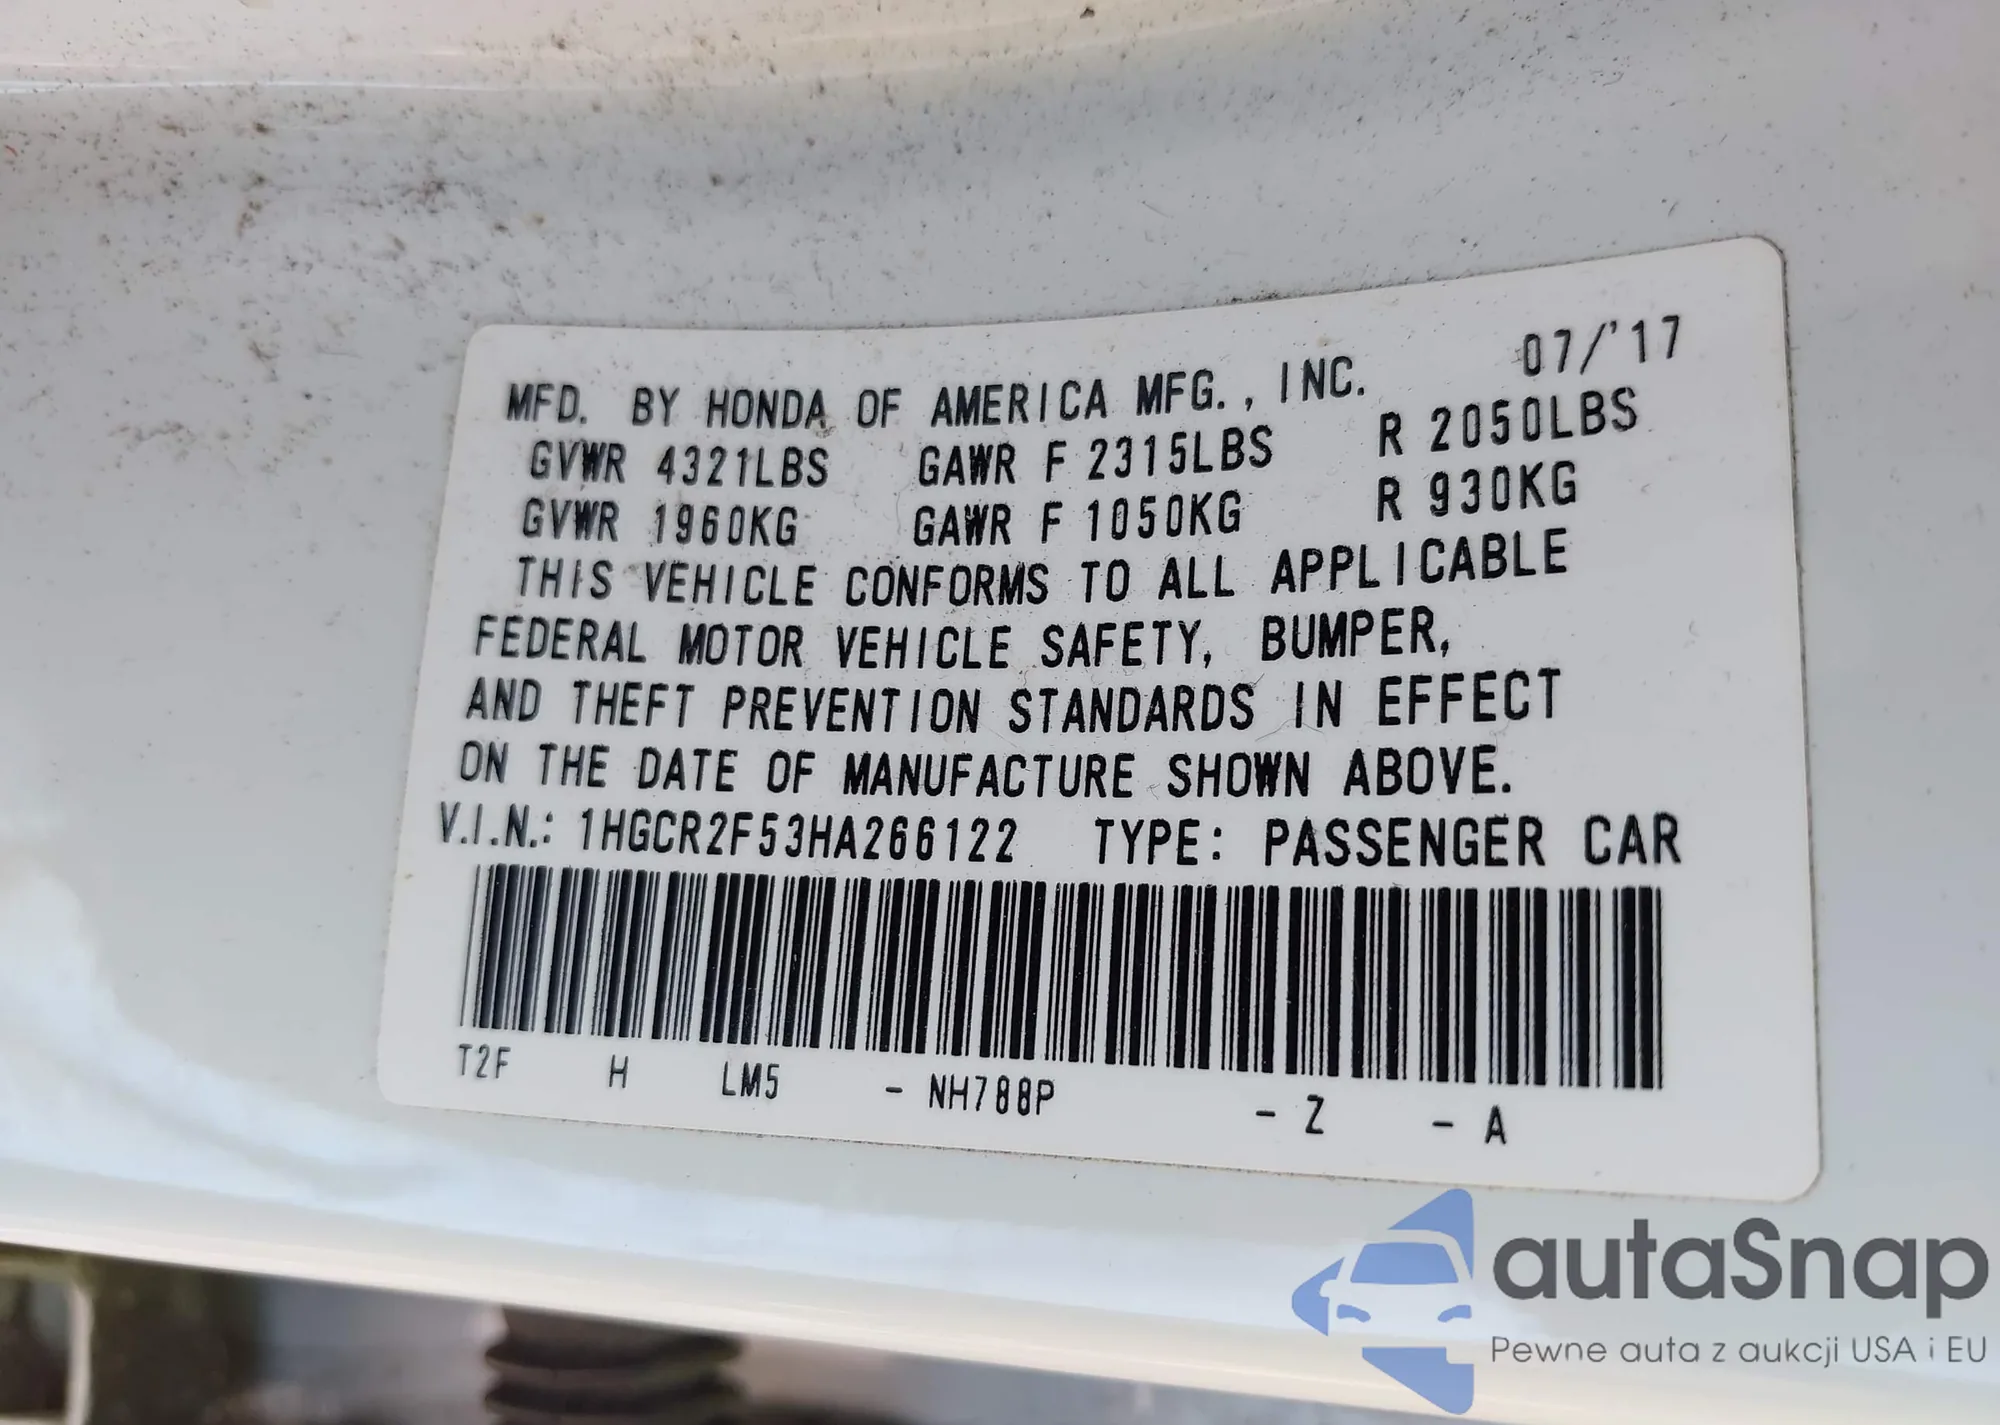 07/'17
MFD. BY HONDA OF AMERICA MFG., INC.
GVWR 4321LBS GAWR F 2315LBS R 2050LBS
GVWR 1960KG GAWR F 1050KG R 930KG
THIS VEHICLE CONFORMS TO ALL APPLICABLE
FEDERAL MOTOR VEHICLE SAFETY, BUMPER,
AND THEFT PREVENTION STANDARDS IN EFFECT
ON THE DATE OF MANUFACTURE SHOWN ABOVE.
V.I.N.: 1HGCR2F53HA266122 TYPE: PASSENGER CAR
T2F H LM5 - NH788P - Z - A
autaSnap
Pewne auta z aukcji USA i EU